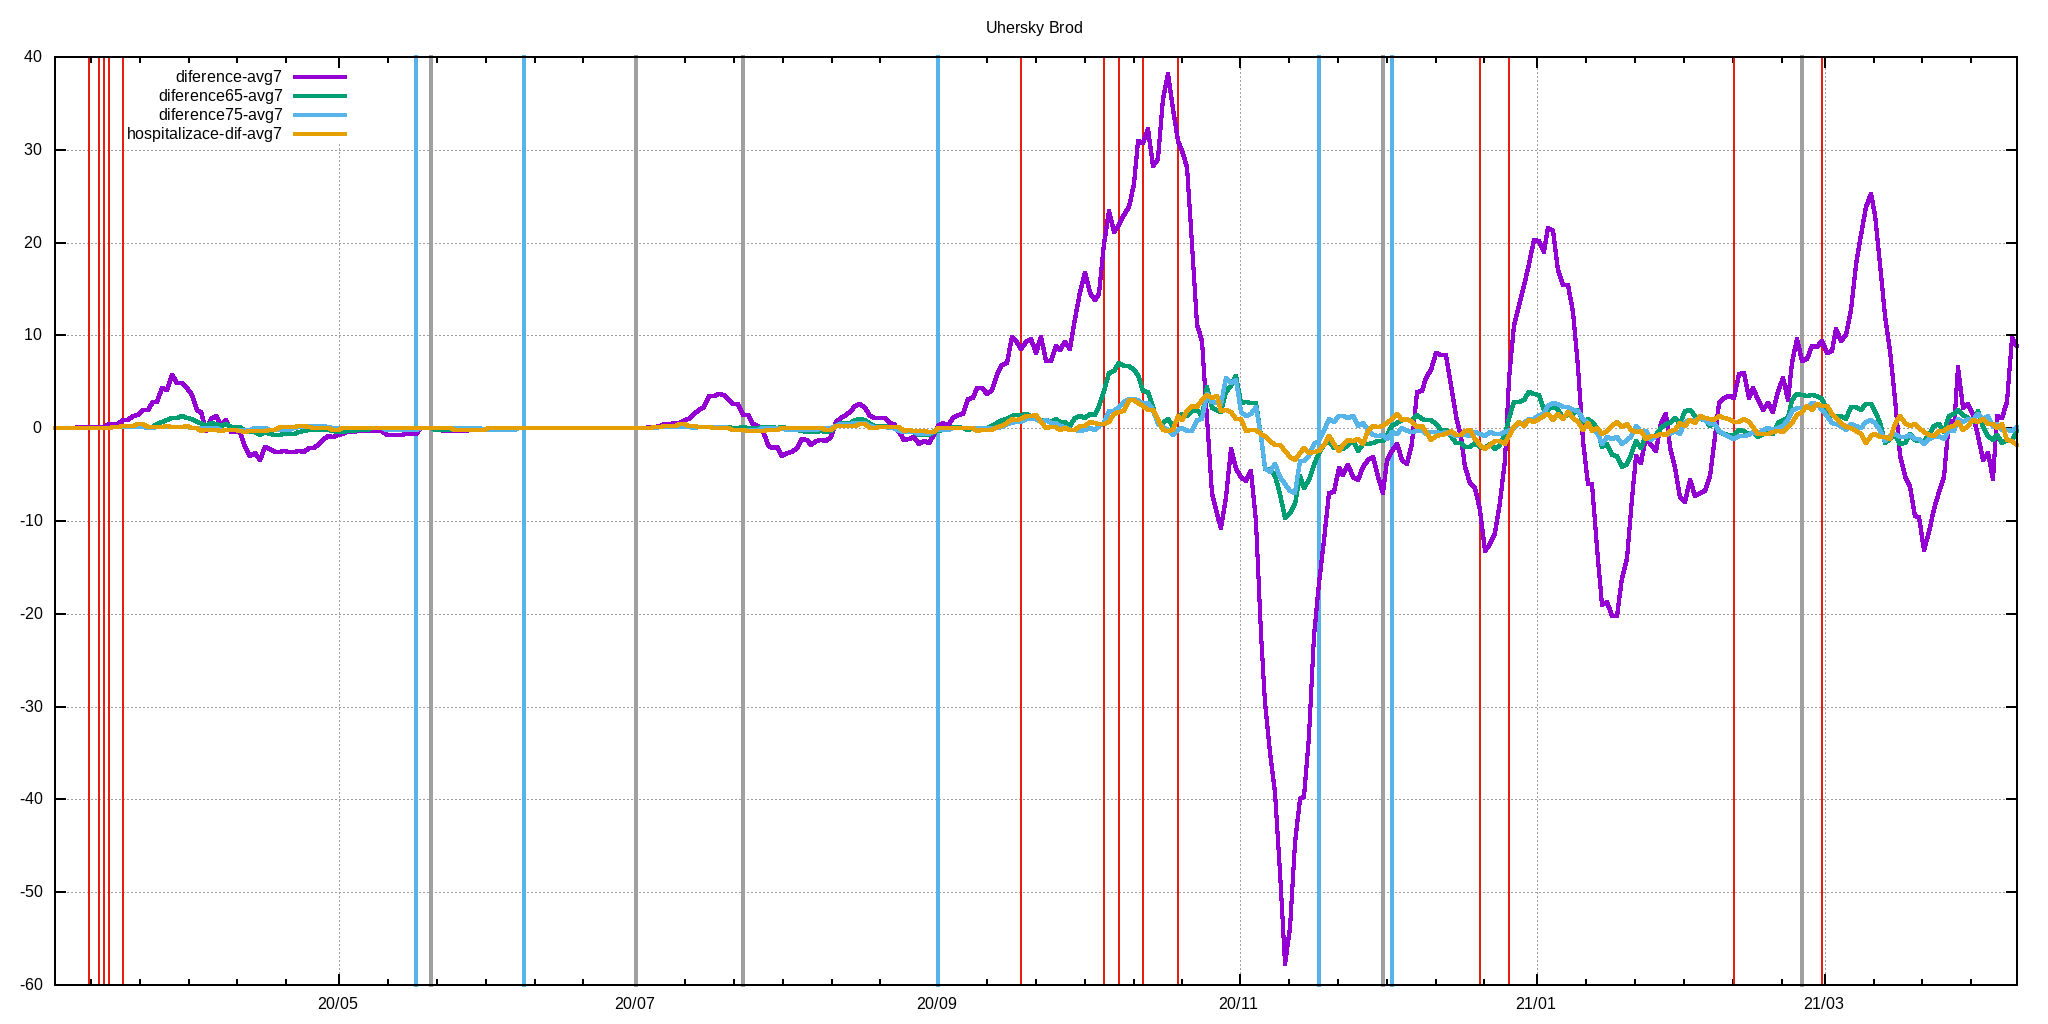 Uhersky Brod
40
diference-avg7
diference65-avg7
diference75-avg7
hospitalizace-dif-avg7
30
20
10
0
-10
-20
-30
-40
-50
-60
20/05 20/07 20/09 20/11 21/01 21/03